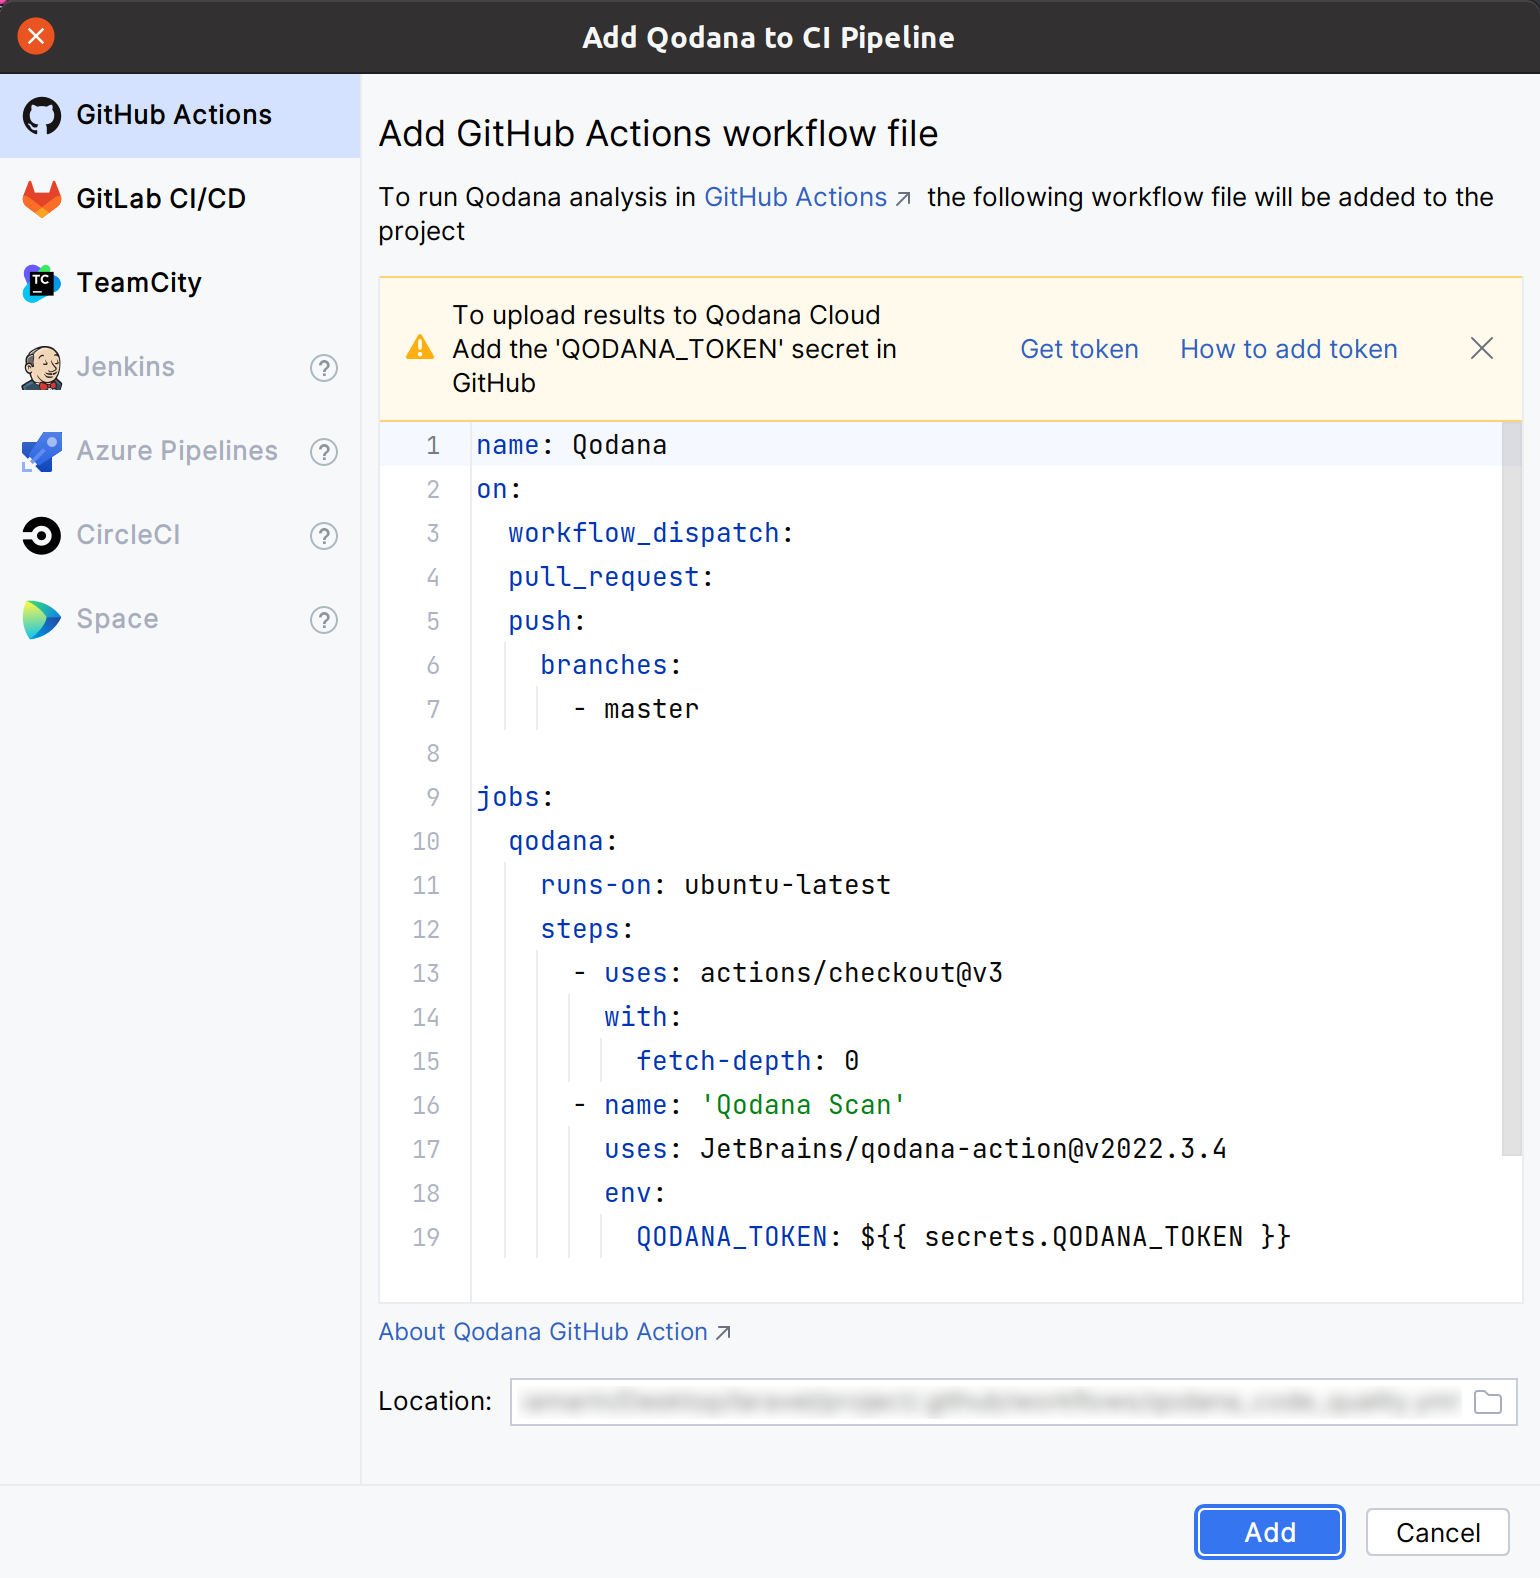 Add Qodana to CI Pipeline
GitHub Actions
GitLab CI/CD
TC
TeamCity
Jenkins
?
Azure Pipelines
?
CircleCI
?
Space
?
Add GitHub Actions workflow file
To run Qodana analysis in GitHub Actions the following workflow file will be added to the
project
To upload results to Qodana Cloud
Add the 'QODANA_TOKEN' secret in
GitHub
Get token
How to add token
1 name: Qodana
2 on:
3 workflow_dispatch:
4 pull_request:
5 push:
6 branches:
7 - master
8
9 jobs:
10 qodana:
11 runs-on: ubuntu-latest
12 steps:
13 - uses: actions/checkout@v3
14 with:
15 fetch-depth: 0
16 - name: 'Qodana Scan'
17 uses: JetBrains/qodana-action@v2022.3.4
18 env:
19 QODANA_TOKEN: ${{ secrets.QODANA_TOKEN }}
About Qodana GitHub Action
Location:
Add
Cancel